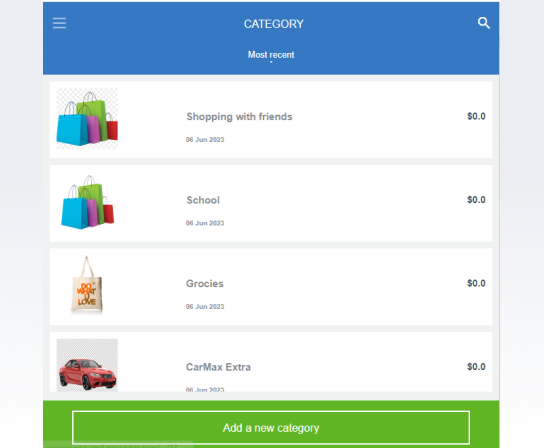 CATEGORY
Most recent
Shopping with friends
$0.0
06 Jun 2023
School
$0.0
06 Jun 2023
DO
WHAT
U
LOVE
Grocies
$0.0
06 Jun 2023
CarMax Extra
$0.0
06 Jun 2023
Add a new category